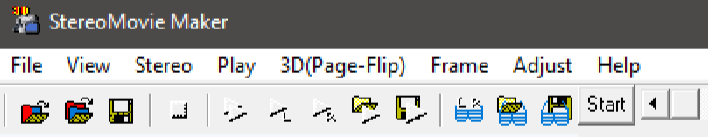 StereoMovie Maker
File View Stereo Play 3D(Page-Flip) Frame Adjust Help
Start